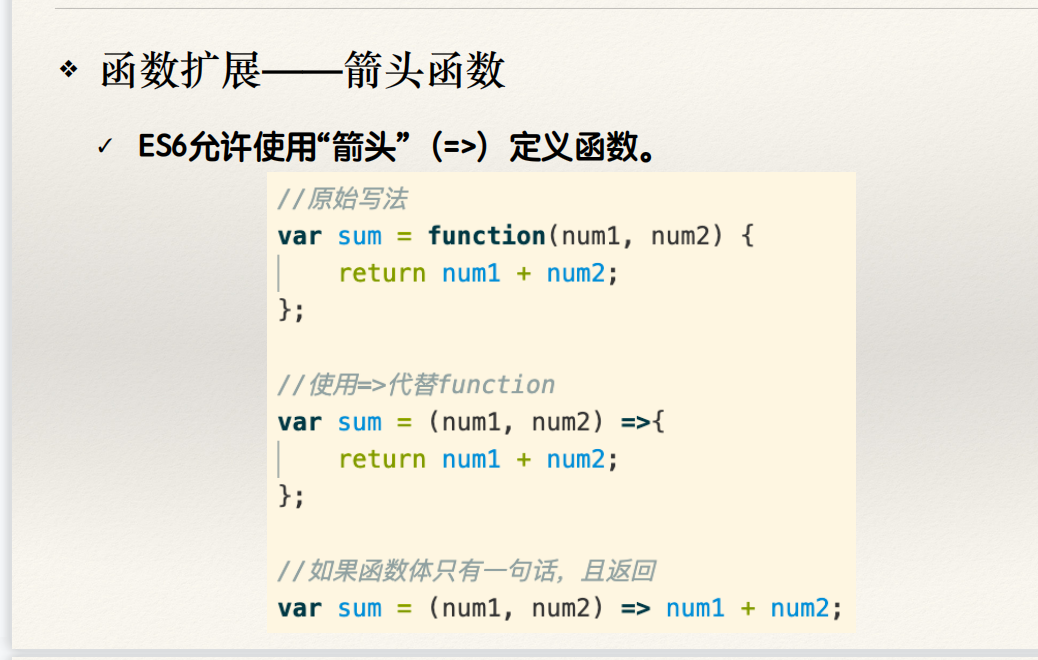 ❖ 函数扩展——箭头函数
✓ ES6允许使用“箭头”（=>）定义函数。
//原始写法
var sum = function(num1, num2) {
    return num1 + num2;
};
//使用=>代替function
var sum = (num1, num2) =>{
    return num1 + num2;
};
//如果函数体只有一句话，且返回
var sum = (num1, num2) => num1 + num2;